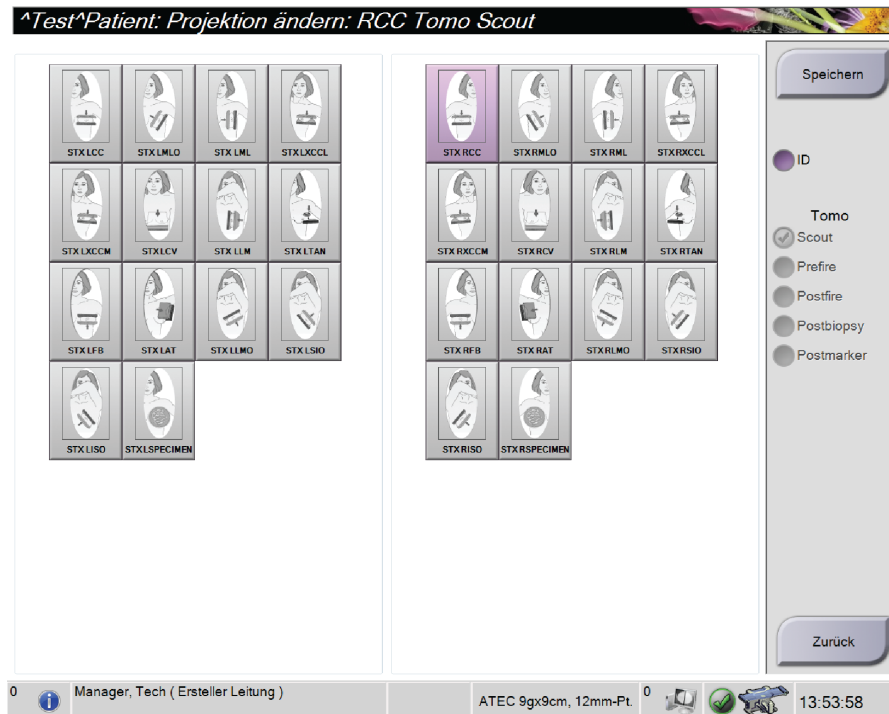 ^Test^Patient: Projektion ändern: RCC Tomo Scout
STX LCC STX LMLO STX LML STX LXCCL
STX LXCCM STX LCV STX LLM STX LTAN
STX LFB STX LAT STX LLMO STX LSIO
STX LISO STX LSPECIMEN
STX RCC STX RMLO STX RML STX RXCCL
STX RXCCM STX RCV STX RLM STX RTAN
STX RFB STX RAT STX RLMO STX RSIO
STX RISO STX RSPECIMEN
Speichern
ID
Tomo
Scout
Prefire
Postfire
Postbiopsy
Postmarker
Zurück
0 i Manager, Tech ( Ersteller Leitung ) ATEC 9gx9cm, 12mm-Pt. 0 13:53:58